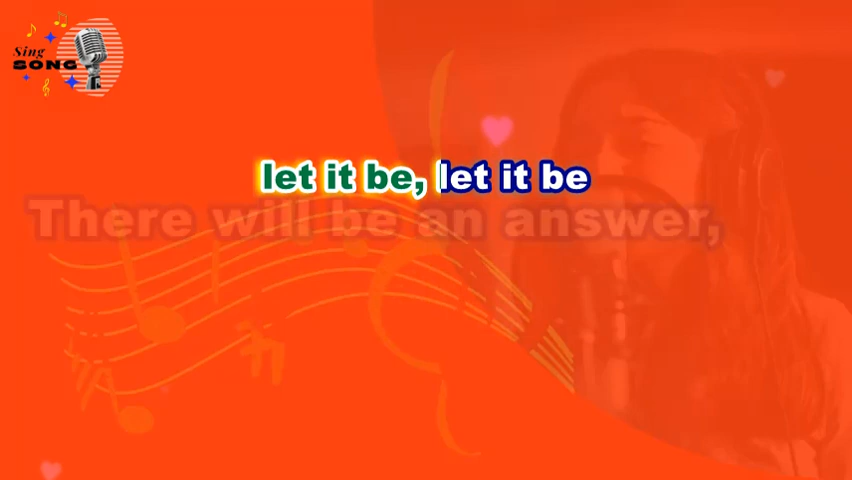 Sing
SONG
let it be, let it be
There will be an answer,